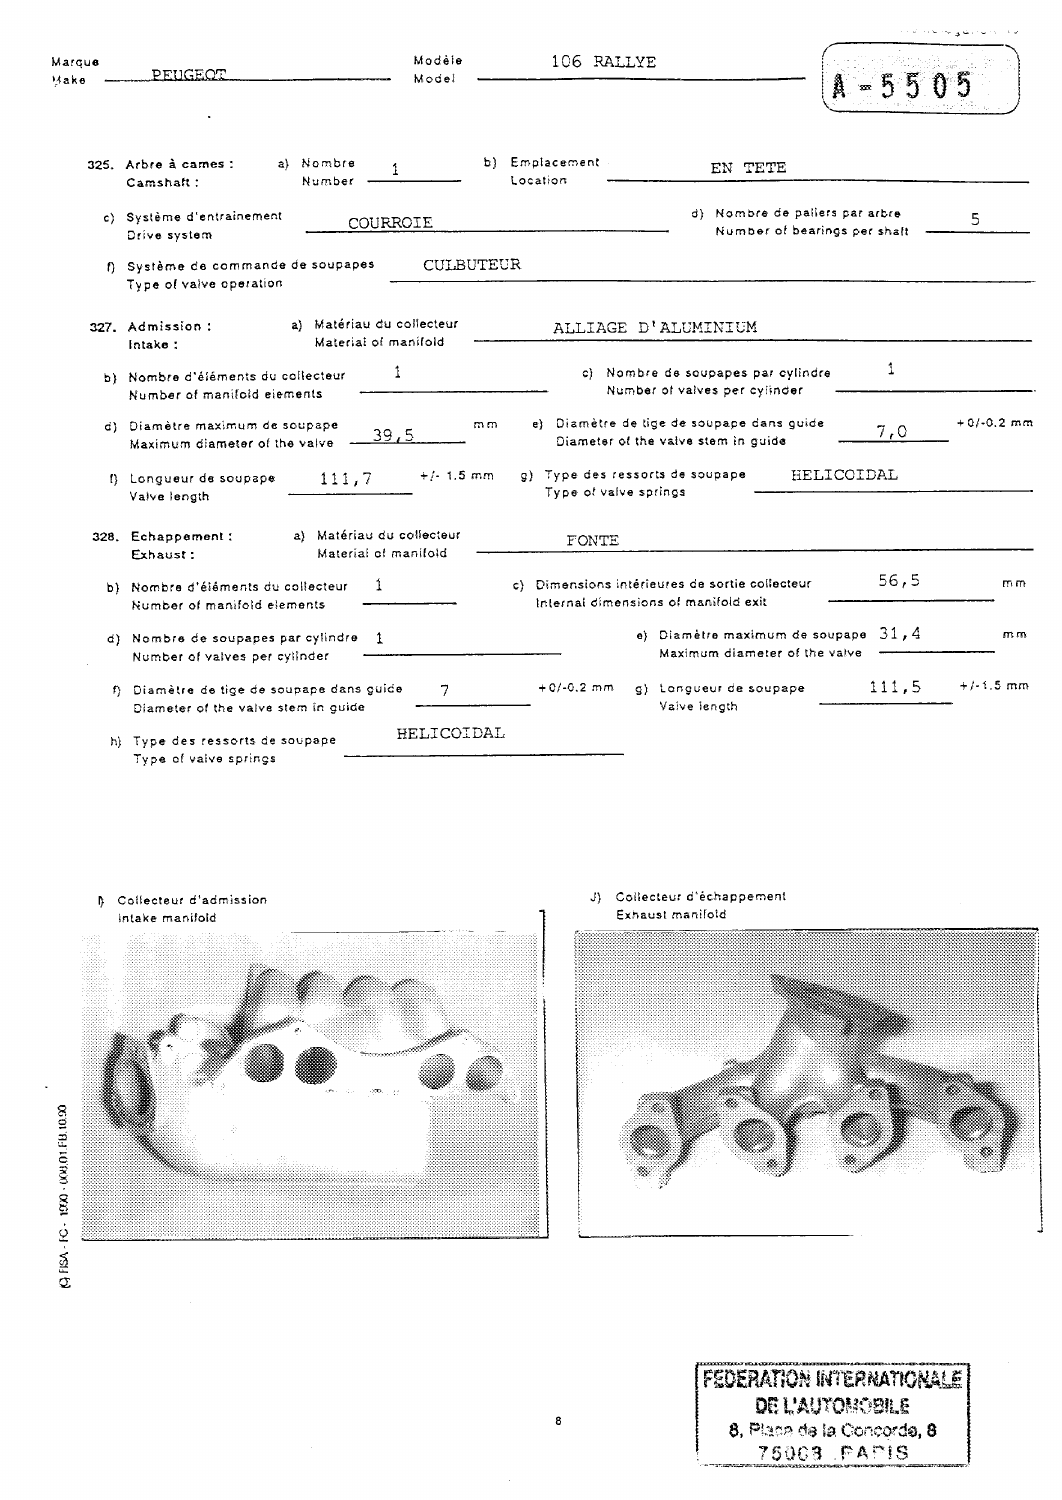 Marque
Make PEUGEOT
Modèle
Model 106 RALLYE
A-5505
325. Arbre à cames : a) Nombre 1 b) Emplacement EN TETE
Camshaft : Number Location
c) Système d'entrainement COURROIE d) Nombre de paliers par arbre 5
Drive system Number of bearings per shaft
f) Système de commande de soupapes CULBUTEUR
Type of valve operation
327. Admission : a) Matériau du collecteur ALLIAGE D'ALUMINIUM
Intake : Material of manifold
b) Nombre d'éléments du collecteur 1 c) Nombre de soupapes par cylindre 1
Number of manifold elements Number of valves per cylinder
d) Diamètre maximum de soupape 39,5 mm e) Diamètre de tige de soupape dans guide 7,0 +0/-0.2 mm
Maximum diameter of the valve Diameter of the valve stem in guide
f) Longueur de soupape 111,7 +/- 1.5 mm g) Type des ressorts de soupape HELICOIDAL
Valve length Type of valve springs
328. Echappement : a) Matériau du collecteur FONTE
Exhaust : Material of manifold
b) Nombre d'éléments du collecteur 1 c) Dimensions intérieures de sortie collecteur 56,5 mm
Number of manifold elements Internal dimensions of manifold exit
d) Nombre de soupapes par cylindre 1 e) Diamètre maximum de soupape 31,4 mm
Number of valves per cylinder Maximum diameter of the valve
f) Diamètre de tige de soupape dans guide 7 +0/-0.2 mm g) Longueur de soupape 111,5 +/-1.5 mm
Diameter of the valve stem in guide Valve length
h) Type des ressorts de soupape HELICOIDAL
Type of valve springs
I) Collecteur d'admission
Intake manifold
J) Collecteur d'échappement
Exhaust manifold
(C) FISA - FC - 1990 - 008.01.FB.10.90
8
FEDERATION INTERNATIONALE
DE L'AUTOMOBILE
8, Place de la Concorde, 8
75008 PARIS